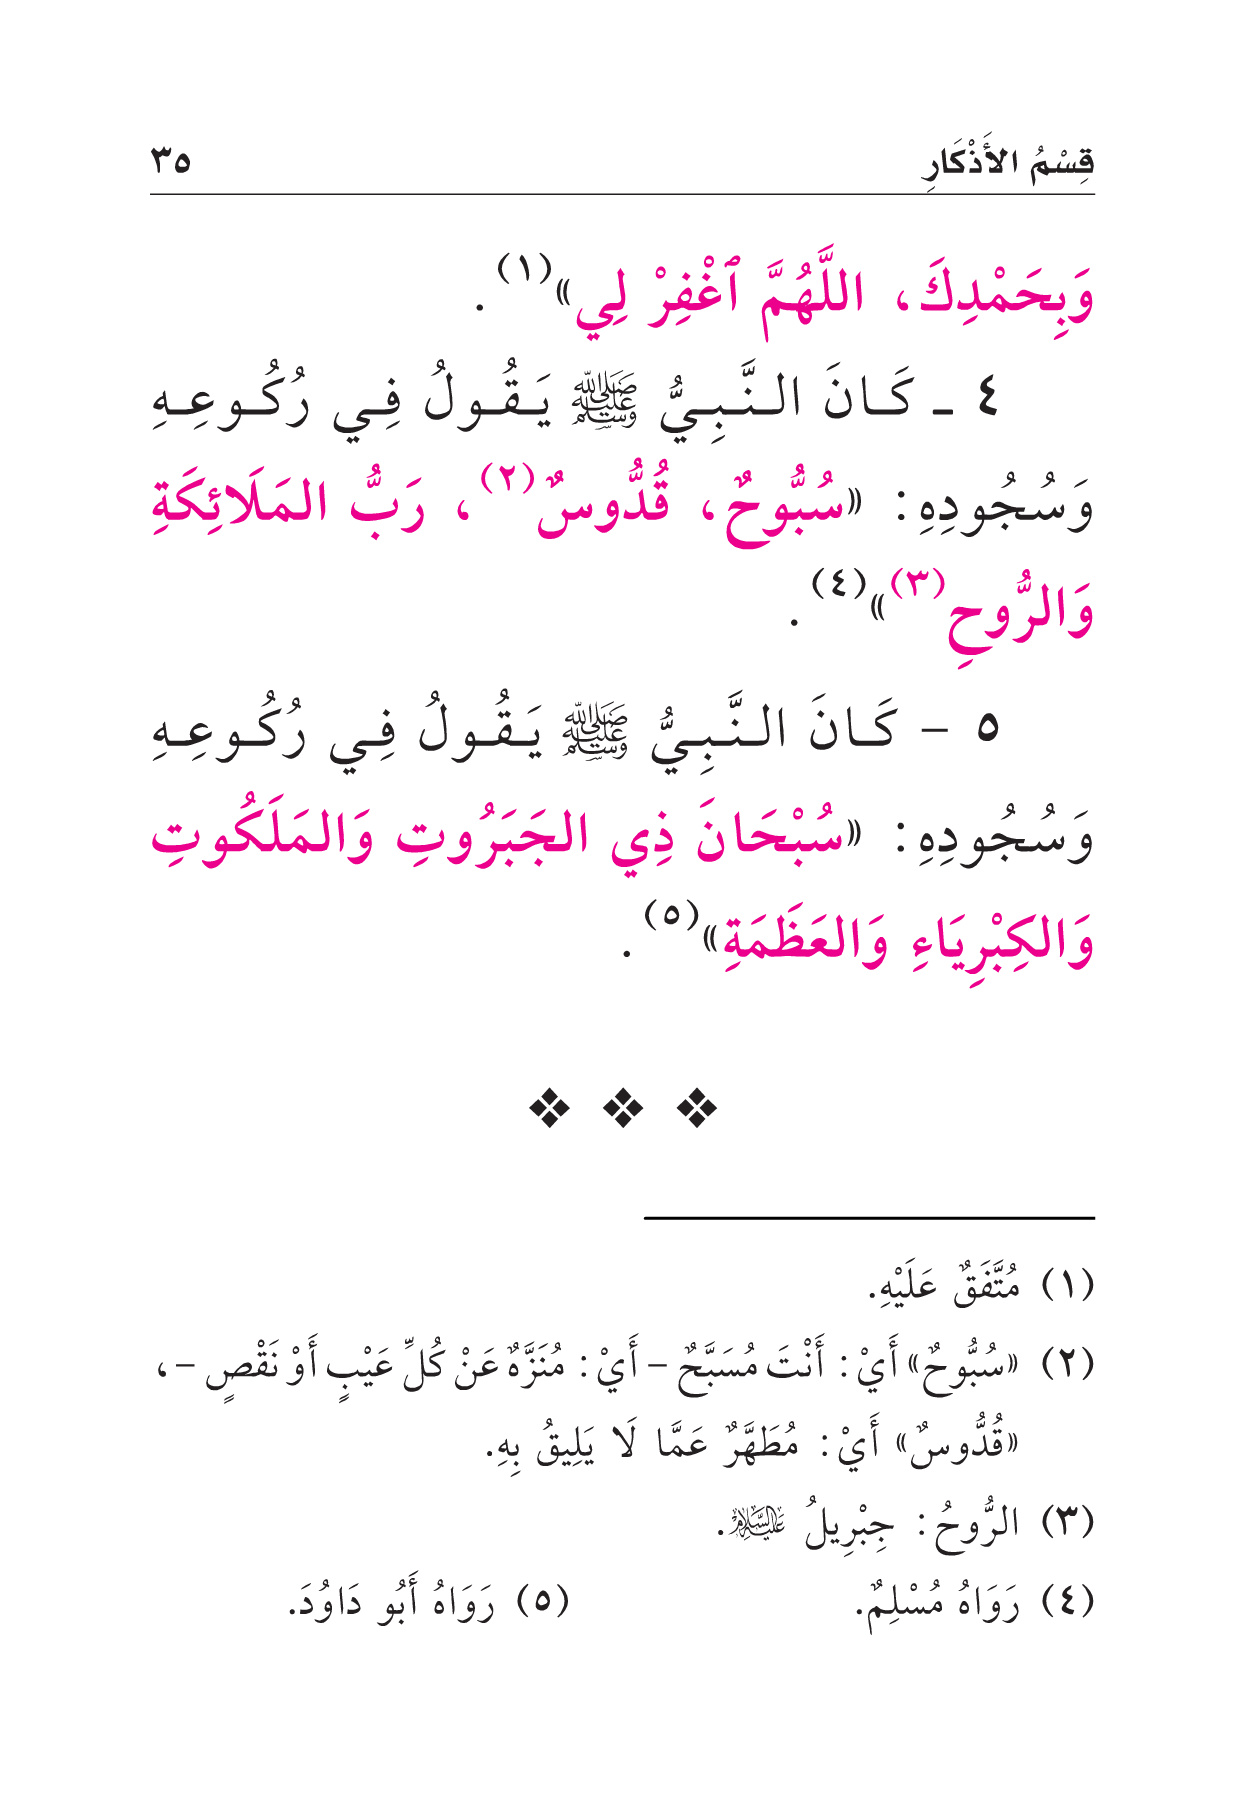 قِسْمُ الأَذْكَارِ ٣٥
وَبِحَمْدِكَ، اللَّهُمَّ ٱغْفِرْ لِي»(١).
٤ ـ كَانَ النَّبِيُّ ﷺ يَقُولُ فِي رُكُوعِهِ
وَسُجُودِهِ: «سُبُّوحٌ، قُدُّوسٌ(٢)، رَبُّ المَلَائِكَةِ
وَالرُّوحِ(٣)»(٤).
٥ - كَانَ النَّبِيُّ ﷺ يَقُولُ فِي رُكُوعِهِ
وَسُجُودِهِ: «سُبْحَانَ ذِي الجَبَرُوتِ وَالمَلَكُوتِ
وَالكِبْرِيَاءِ وَالعَظَمَةِ»(٥).
(١) مُتَّفَقٌ عَلَيْهِ.
(٢) «سُبُّوحٌ» أَيْ: أَنْتَ مُسَبَّحٌ - أَيْ: مُنَزَّهٌ عَنْ كُلِّ عَيْبٍ أَوْ نَقْصٍ -،
«قُدُّوسٌ» أَيْ: مُطَهَّرٌ عَمَّا لَا يَلِيقُ بِهِ.
(٣) الرُّوحُ: جِبْرِيلُ عَلَيْهِ السَّلَامُ.
(٤) رَوَاهُ مُسْلِمٌ. (٥) رَوَاهُ أَبُو دَاوُدَ.